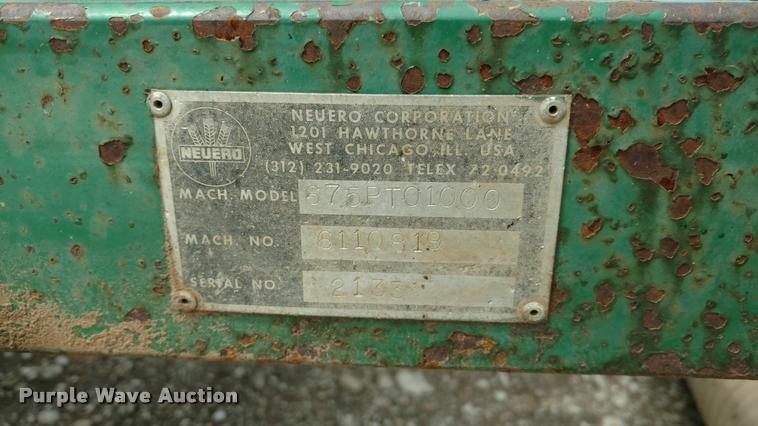 NEUERO CORPORATION
1201 HAWTHORNE LANE
WEST CHICAGO, ILL. USA
(312) 231-9020 TELEX 72 0492
NEUERO
MACH. MODEL 875PTO1000
MACH. NO.
SERIAL NO.
Purple Wave Auction